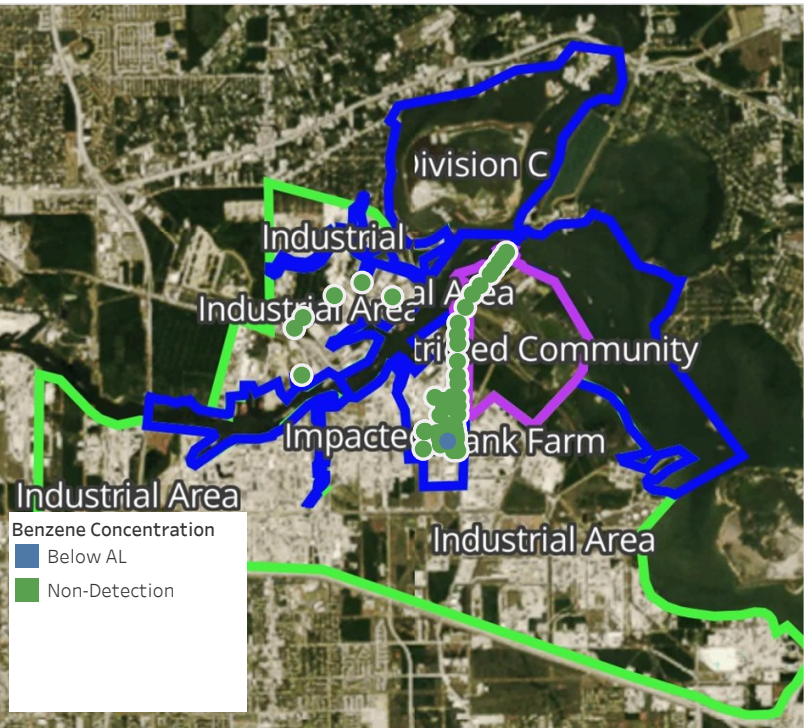 Division C
Industrial
al Area
Industrial Area
tricted Community
Impacte
ank Farm
Industrial Area
Industrial Area
Benzene Concentration
Below AL
Non-Detection